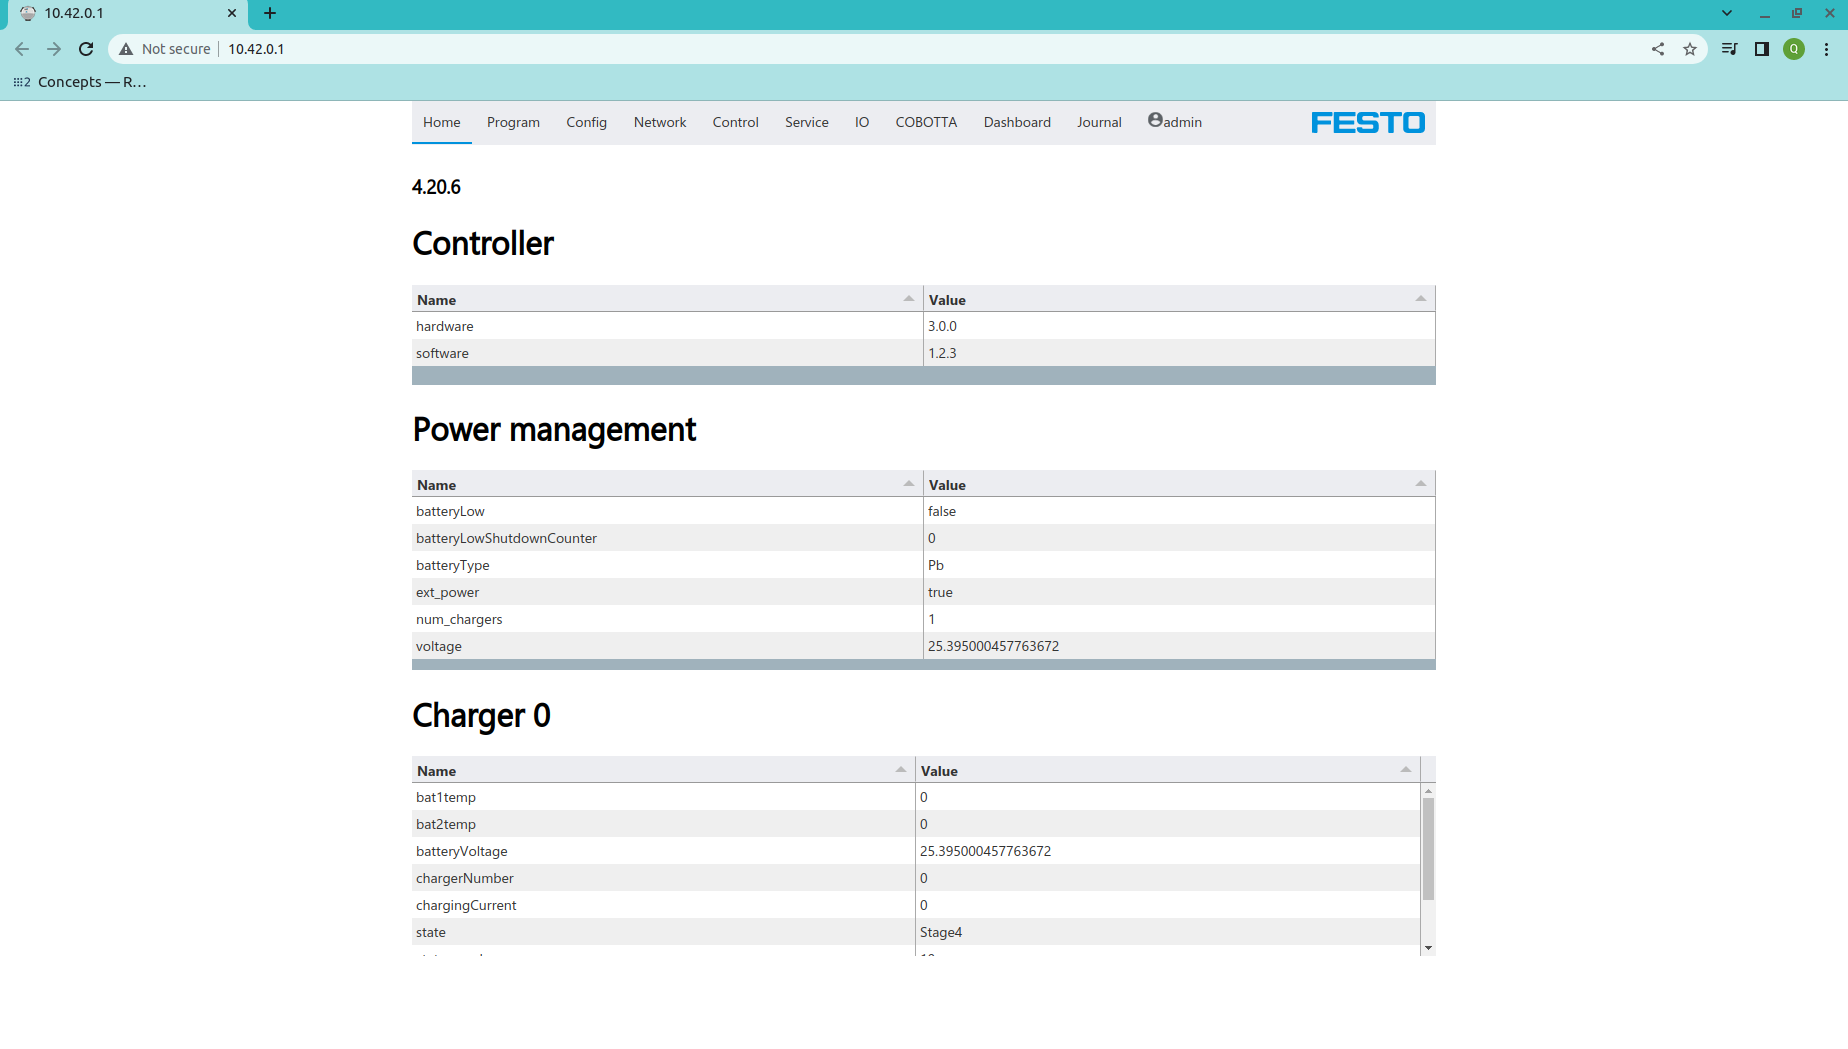 10.42.0.1
Not secure 10.42.0.1
Q
Concepts — R…
Home Program Config Network Control Service IO COBOTTA Dashboard Journal admin FESTO
4.20.6
Controller
Name Value
hardware 3.0.0
software 1.2.3
Power management
Name Value
batteryLow false
batteryLowShutdownCounter 0
batteryType Pb
ext_power true
num_chargers 1
voltage 25.395000457763672
Charger 0
Name Value
bat1temp 0
bat2temp 0
batteryVoltage 25.395000457763672
chargerNumber 0
chargingCurrent 0
state Stage4